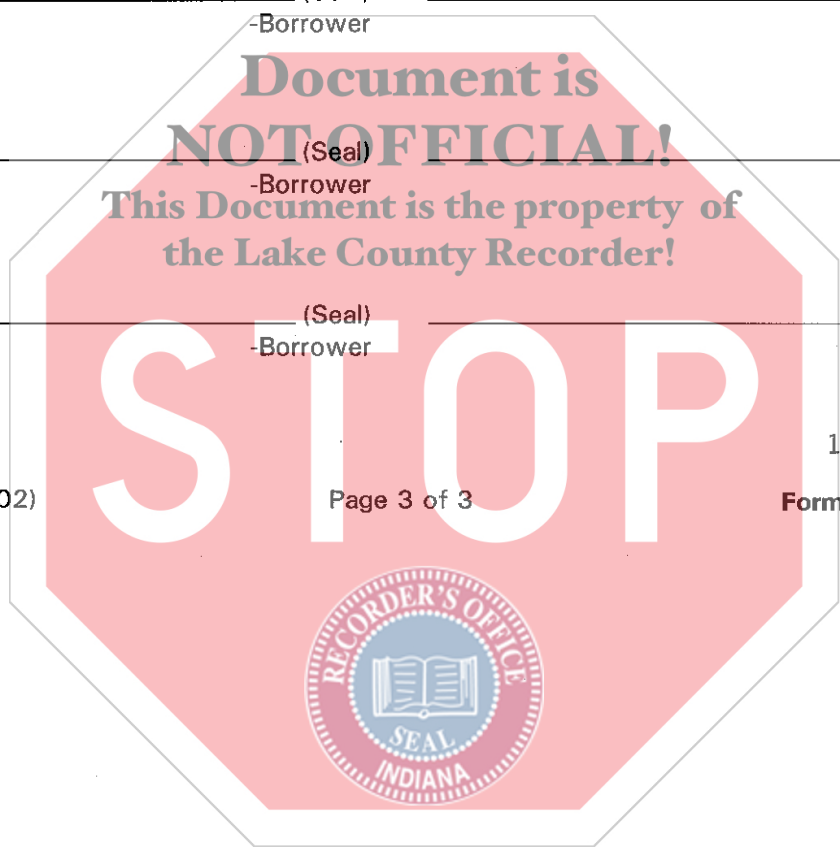 -Borrower
Document is
NOT OFFICIAL!
(Seal)
-Borrower
This Document is the property of
the Lake County Recorder!
(Seal)
-Borrower
STOP
1
02)
Page 3 of 3
Form
RECORDER'S OFFICE
SEAL
INDIANA